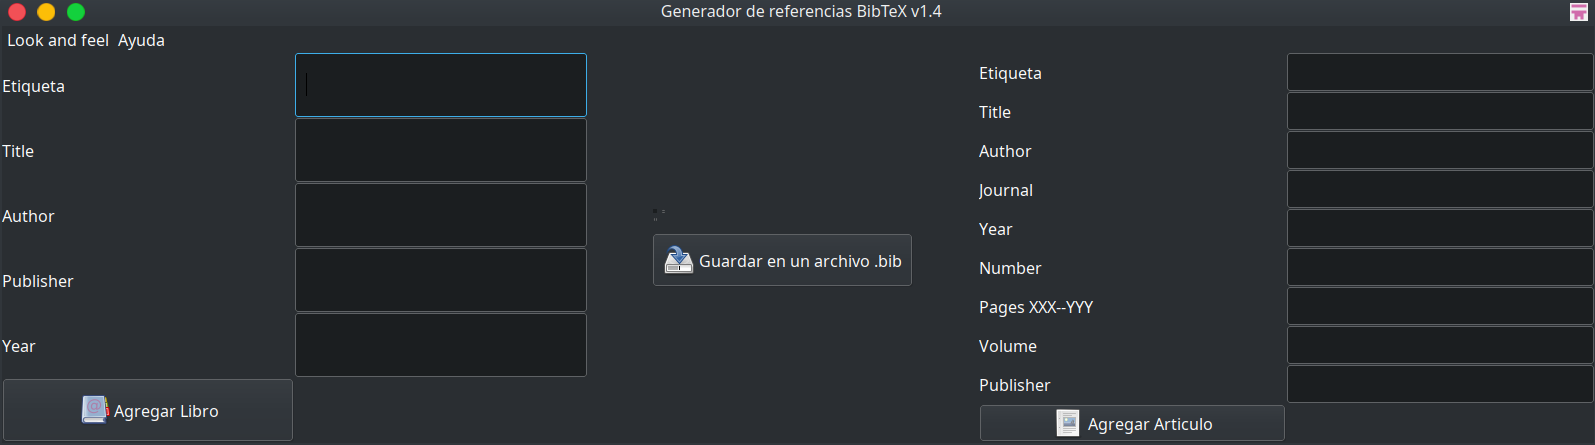 Generador de referencias BibTeX v1.4
Look and feel Ayuda
Etiqueta
Title
Author
Publisher
Year
Agregar Libro
Guardar en un archivo .bib
Etiqueta
Title
Author
Journal
Year
Number
Pages XXX--YYY
Volume
Publisher
Agregar Articulo